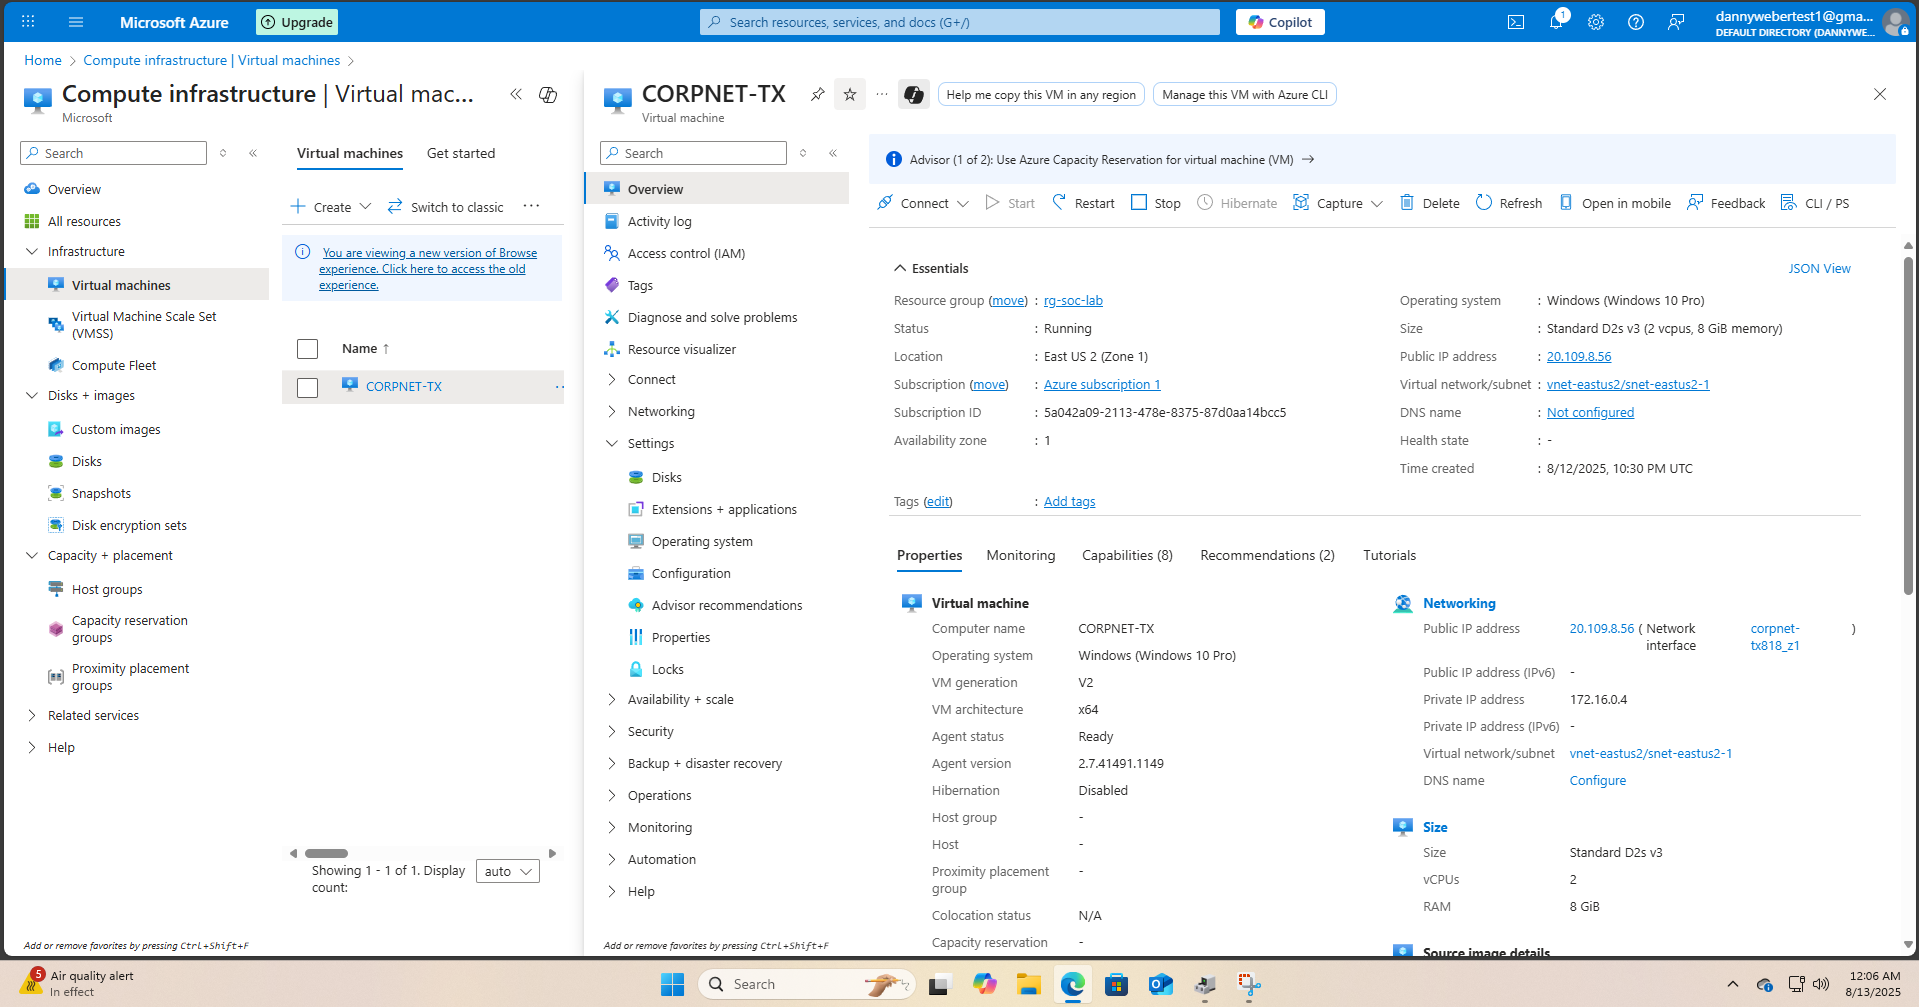 Microsoft Azure
Upgrade
Search resources, services, and docs (G+/)
Copilot
1
dannywebertest1@gma...
DEFAULT DIRECTORY (DANNYWE...
Home > Compute infrastructure | Virtual machines >
Compute infrastructure | Virtual mac...
Microsoft
Search
Overview
All resources
Infrastructure
Virtual machines
Virtual Machine Scale Set
(VMSS)
Compute Fleet
Disks + images
Custom images
Disks
Snapshots
Disk encryption sets
Capacity + placement
Host groups
Capacity reservation
groups
Proximity placement
groups
Related services
Help
Add or remove favorites by pressing Ctrl+Shift+F
Virtual machines
Get started
Create
Switch to classic
You are viewing a new version of Browse
experience. Click here to access the old
experience.
Name ↑
CORPNET-TX
Showing 1 - 1 of 1. Display
count:
auto
CORPNET-TX
Virtual machine
Help me copy this VM in any region
Manage this VM with Azure CLI
Search
Overview
Activity log
Access control (IAM)
Tags
Diagnose and solve problems
Resource visualizer
Connect
Networking
Settings
Disks
Extensions + applications
Operating system
Configuration
Advisor recommendations
Properties
Locks
Availability + scale
Security
Backup + disaster recovery
Operations
Monitoring
Automation
Help
Add or remove favorites by pressing Ctrl+Shift+F
Advisor (1 of 2): Use Azure Capacity Reservation for virtual machine (VM) →
Connect
Start
Restart
Stop
Hibernate
Capture
Delete
Refresh
Open in mobile
Feedback
CLI / PS
Essentials
JSON View
Resource group (move) : rg-soc-lab
Status : Running
Location : East US 2 (Zone 1)
Subscription (move) : Azure subscription 1
Subscription ID : 5a042a09-2113-478e-8375-87d0aa14bcc5
Availability zone : 1
Operating system : Windows (Windows 10 Pro)
Size : Standard D2s v3 (2 vcpus, 8 GiB memory)
Public IP address : 20.109.8.56
Virtual network/subnet : vnet-eastus2/snet-eastus2-1
DNS name : Not configured
Health state : -
Time created : 8/12/2025, 10:30 PM UTC
Tags (edit) : Add tags
Properties
Monitoring
Capabilities (8)
Recommendations (2)
Tutorials
Virtual machine
Computer name CORPNET-TX
Operating system Windows (Windows 10 Pro)
VM generation V2
VM architecture x64
Agent status Ready
Agent version 2.7.41491.1149
Hibernation Disabled
Host group -
Host -
Proximity placement -
group
Colocation status N/A
Capacity reservation -
Networking
Public IP address 20.109.8.56 ( Network corpnet- )
interface tx818_z1
Public IP address (IPv6) -
Private IP address 172.16.0.4
Private IP address (IPv6) -
Virtual network/subnet vnet-eastus2/snet-eastus2-1
DNS name Configure
Size
Size Standard D2s v3
vCPUs 2
RAM 8 GiB
Source image details
5
Air quality alert
In effect
Search
12:06 AM
8/13/2025